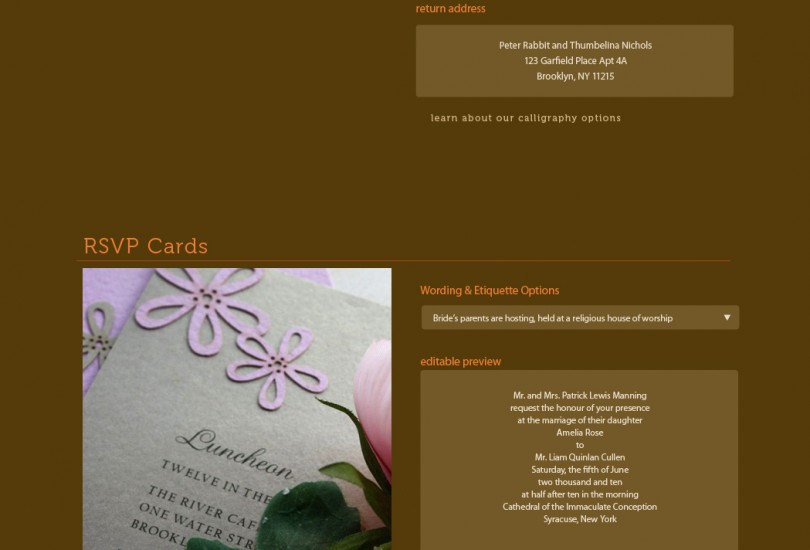 return address
Peter Rabbit and Thumbelina Nichols
123 Garfield Place Apt 4A
Brooklyn, NY 11215
learn about our calligraphy options
RSVP Cards
Wording & Etiquette Options
Bride's parents are hosting, held at a religious house of worship
editable preview
Mr. and Mrs. Patrick Lewis Manning
request the honour of your presence
at the marriage of their daughter
Amelia Rose
to
Mr. Liam Quinlan Cullen
Saturday, the fifth of June
two thousand and ten
at half after ten in the morning
Cathedral of the Immaculate Conception
Syracuse, New York
Luncheon
TWELVE IN THE
THE RIVER CAF
ONE WATER STR
BROOKL